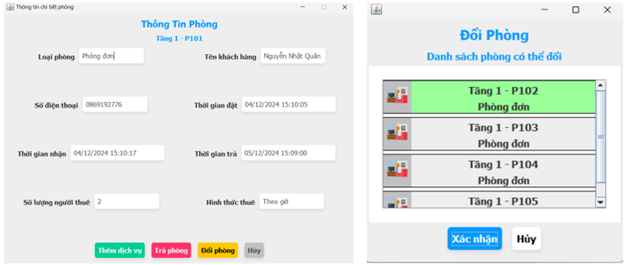 Thông tin chi tiết phòng
Thông Tin Phòng
Tầng 1 - P101
Loại phòng Phòng đơn Tên khách hàng Nguyễn Nhật Quân
Số điện thoại 0869192776 Thời gian đặt 04/12/2024 15:10:05
Thời gian nhận 04/12/2024 15:10:17 Thời gian trả 05/12/2024 15:09:00
Số lượng người thuê 2 Hình thức thuê Theo giờ
Thêm dịch vụ Trả phòng Đổi phòng Hủy
Đổi Phòng
Danh sách phòng có thể đổi
Tầng 1 - P102
Phòng đơn
Tầng 1 - P103
Phòng đơn
Tầng 1 - P104
Phòng đơn
Tầng 1 - P105
Xác nhận Hủy